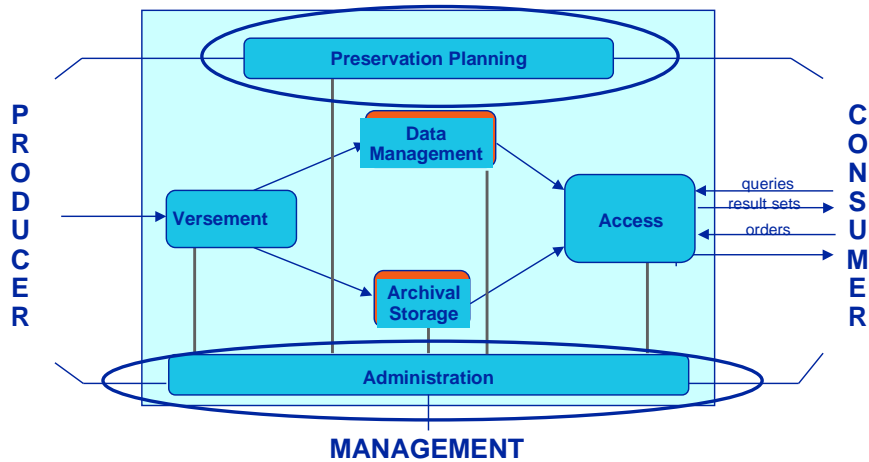 Preservation Planning
PRODUCER
Data
Management
CONSUMER
Versement
Access
queries
result sets
orders
Archival
Storage
Administration
MANAGEMENT